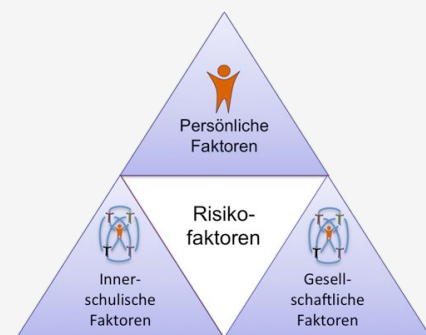 Persönliche
Faktoren
Risiko-
faktoren
Inner-
schulische
Faktoren
Gesell-
schaftliche
Faktoren